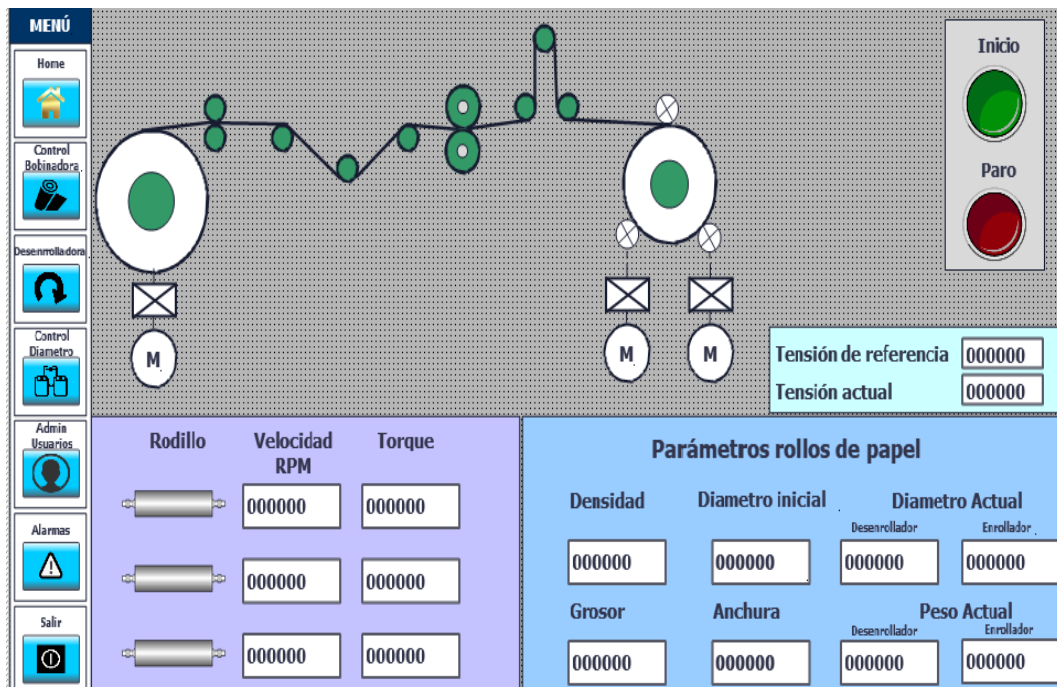 MENÚ
Home
Control
Bobinadora
Desenrrolladora
Control
Diametro
Admin
Usuarios
Alarmas
Salir
M
M
M
Inicio
Paro
Tensión de referencia 000000
Tensión actual 000000
Rodillo Velocidad Torque
RPM
000000 000000
000000 000000
000000 000000
Parámetros rollos de papel
Densidad Diametro inicial Diametro Actual
Desenrollador Enrollador
000000 000000 000000 000000
Grosor Anchura Peso Actual
Desenrollador Enrollador
000000 000000 000000 000000